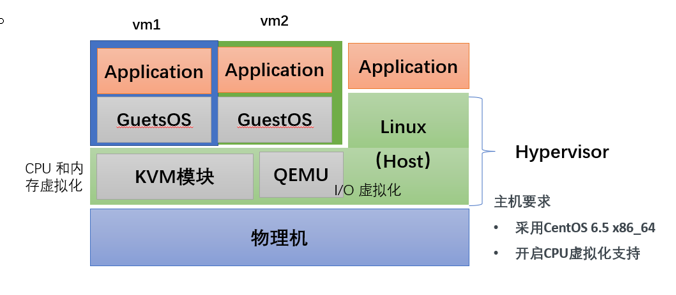 。
vm1
vm2
Application
Application
Application
GuetsOS
GuestOS
Linux
（Host）
Hypervisor
CPU 和内
存虚拟化
KVM模块
QEMU
I/O 虚拟化
主机要求
• 采用CentOS 6.5 x86_64
• 开启CPU虚拟化支持
物理机